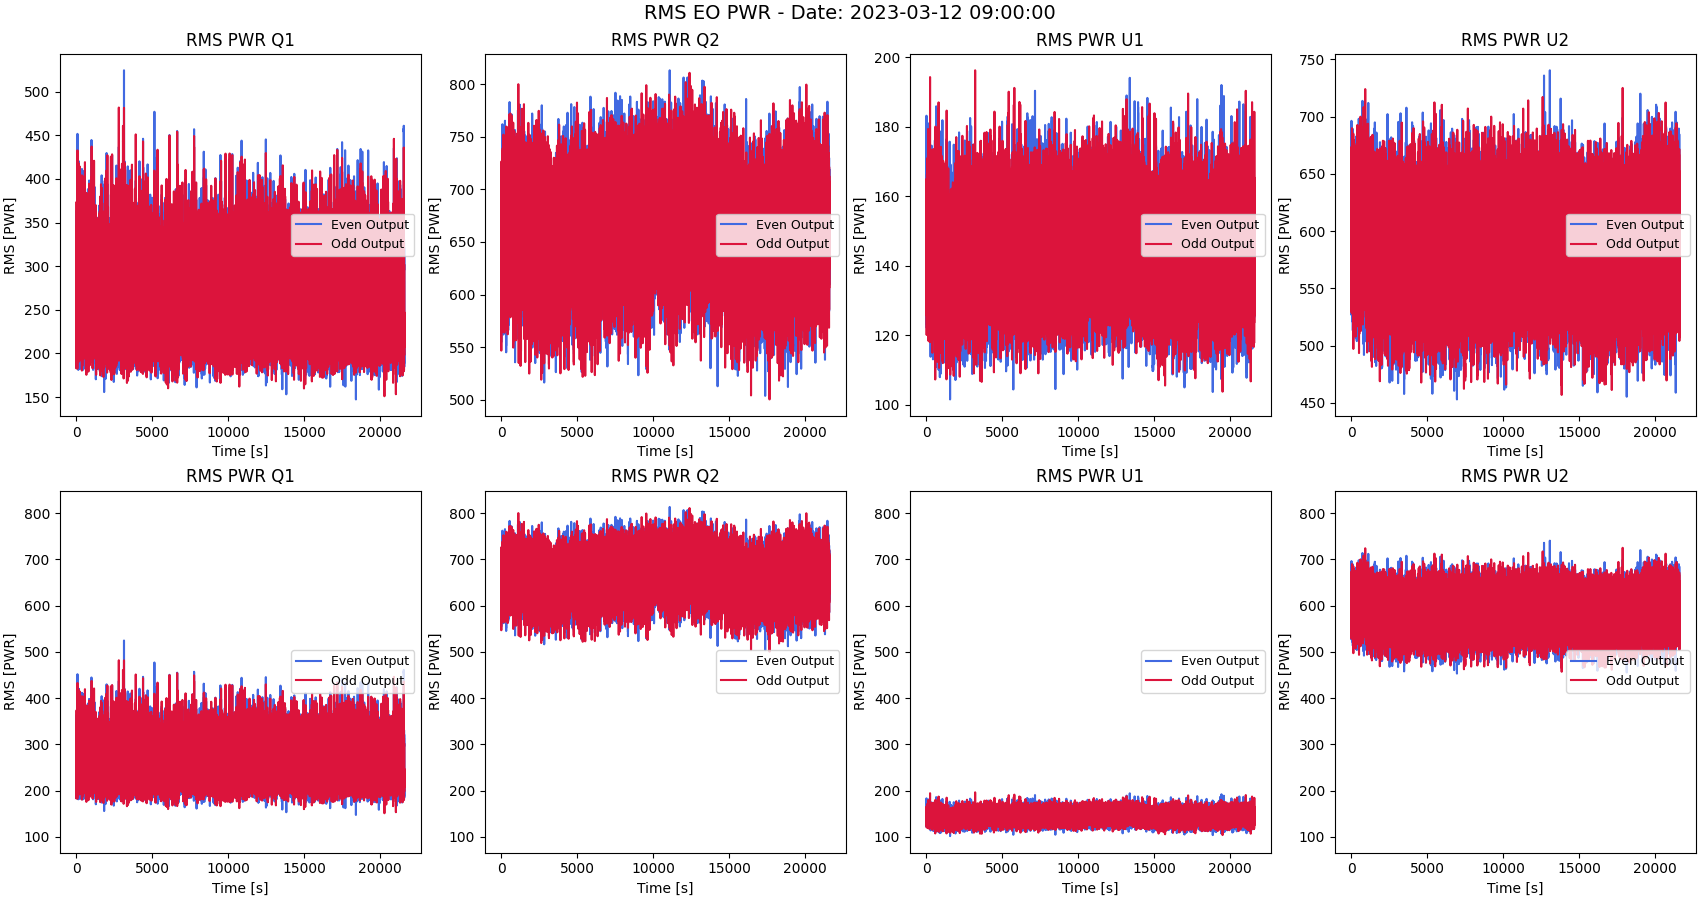 RMS EO PWR - Date: 2023-03-12 09:00:00
RMS PWR Q1
RMS [PWR]
500
450
400
350
300
250
200
150
0 5000 10000 15000 20000
Time [s]
Even Output
Odd Output
RMS PWR Q2
RMS [PWR]
800
750
700
650
600
550
500
0 5000 10000 15000 20000
Time [s]
Even Output
Odd Output
RMS PWR U1
RMS [PWR]
200
180
160
140
120
100
0 5000 10000 15000 20000
Time [s]
Even Output
Odd Output
RMS PWR U2
RMS [PWR]
750
700
650
600
550
500
450
0 5000 10000 15000 20000
Time [s]
Even Output
Odd Output
RMS PWR Q1
RMS [PWR]
800
700
600
500
400
300
200
100
0 5000 10000 15000 20000
Time [s]
Even Output
Odd Output
RMS PWR Q2
RMS [PWR]
800
700
600
500
400
300
200
100
0 5000 10000 15000 20000
Time [s]
Even Output
Odd Output
RMS PWR U1
RMS [PWR]
800
700
600
500
400
300
200
100
0 5000 10000 15000 20000
Time [s]
Even Output
Odd Output
RMS PWR U2
RMS [PWR]
800
700
600
500
400
300
200
100
0 5000 10000 15000 20000
Time [s]
Even Output
Odd Output